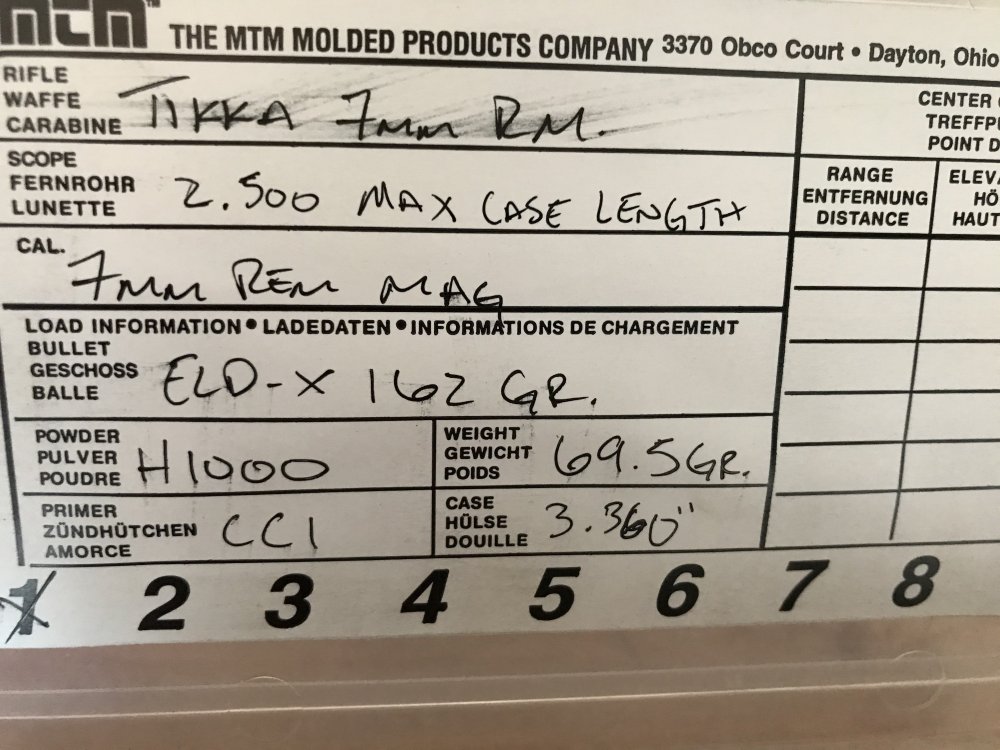 MTM THE MTM MOLDED PRODUCTS COMPANY 3370 Obco Court • Dayton, Ohio
RIFLE
WAFFE
CARABINE
TIKKA 7mm RM.
SCOPE
FERNROHR
LUNETTE
2.500 MAX CASE LENGTH
CAL.
7mm REM MAG
LOAD INFORMATION • LADEDATEN • INFORMATIONS DE CHARGEMENT
BULLET
GESCHOSS
BALLE
ELD-X 162 GR.
POWDER
PULVER
POUDRE
H1000
WEIGHT
GEWICHT
POIDS
69.5 GR.
PRIMER
ZÜNDHÜTCHEN
AMORCE
CCI
CASE
HÜLSE
DOUILLE
3.360"
CENTER
TREFFPU
POINT D
RANGE
ENTFERNUNG
DISTANCE
ELEVA
HÖ
HAUT
1 2 3 4 5 6 7 8